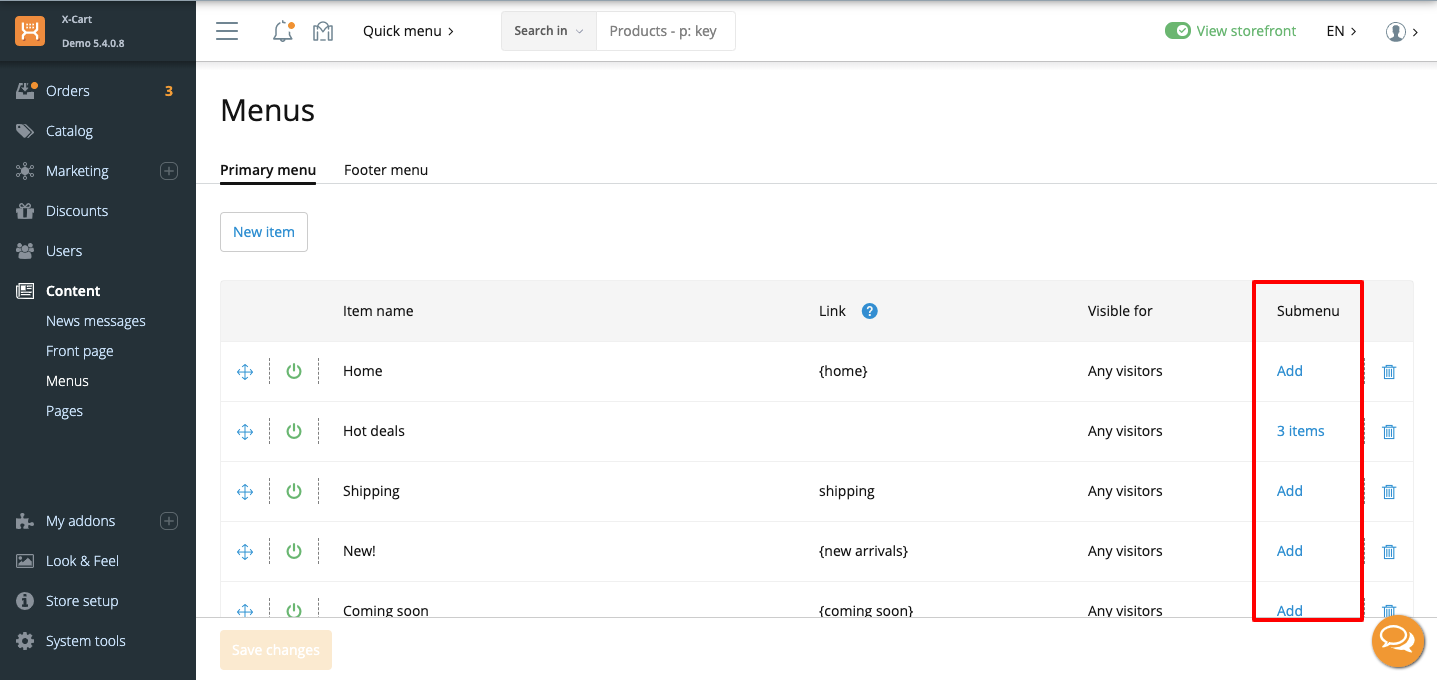 X-Cart
Demo 5.4.0.8
Quick menu
Search in
Products - p: key
View storefront
EN
Orders 3
Catalog
Marketing
Discounts
Users
Content
News messages
Front page
Menus
Pages
My addons
Look & Feel
Store setup
System tools
Menus
Primary menu Footer menu
New item
Item name Link ? Visible for Submenu
Home {home} Any visitors Add
Hot deals Any visitors 3 items
Shipping shipping Any visitors Add
New! {new arrivals} Any visitors Add
Coming soon {coming soon} Any visitors Add
Save changes